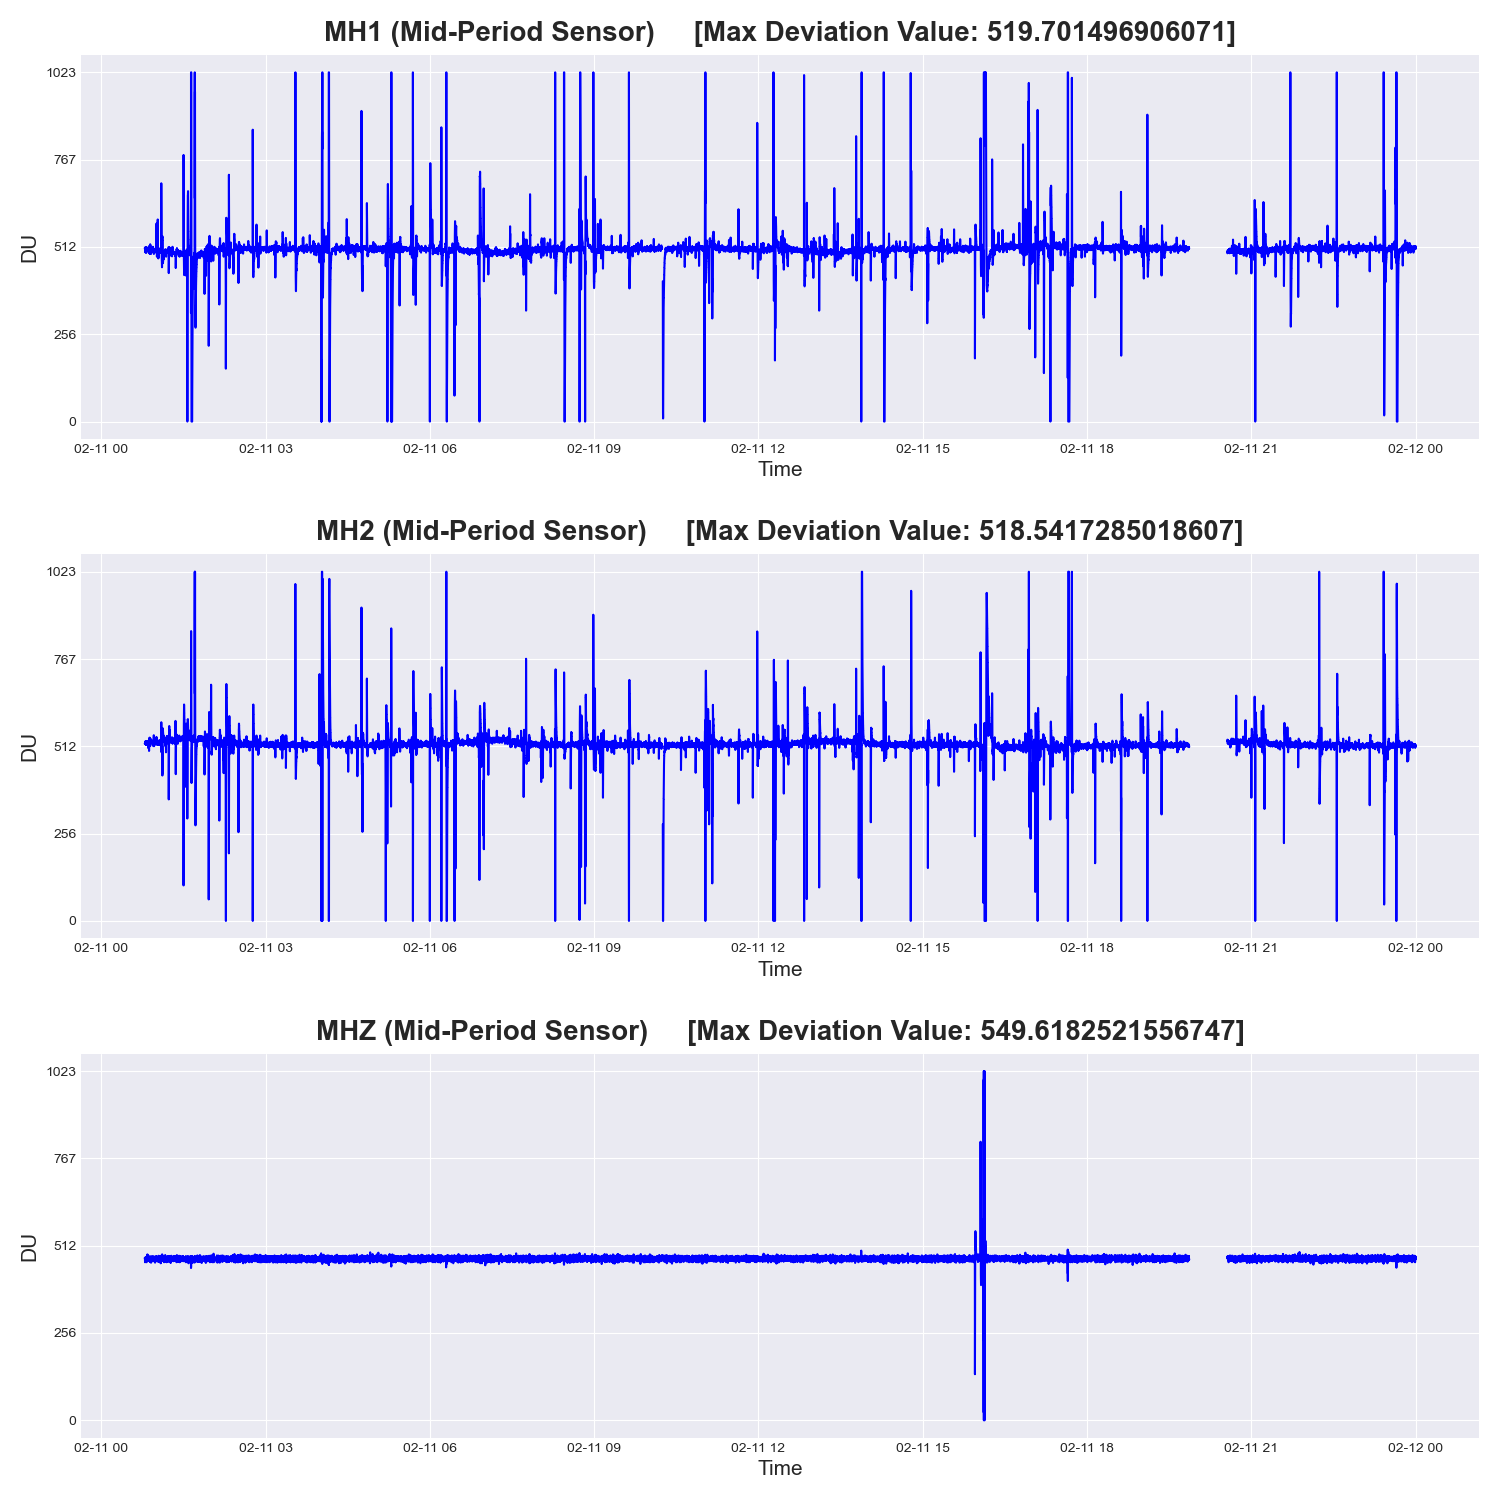 MH1 (Mid-Period Sensor)     [Max Deviation Value: 519.701496906071]
1023
767
512
256
0
DU
02-11 00 02-11 03 02-11 06 02-11 09 02-11 12 02-11 15 02-11 18 02-11 21 02-12 00
Time
MH2 (Mid-Period Sensor)     [Max Deviation Value: 518.5417285018607]
1023
767
512
256
0
DU
02-11 00 02-11 03 02-11 06 02-11 09 02-11 12 02-11 15 02-11 18 02-11 21 02-12 00
Time
MHZ (Mid-Period Sensor)     [Max Deviation Value: 549.6182521556747]
1023
767
512
256
0
DU
02-11 00 02-11 03 02-11 06 02-11 09 02-11 12 02-11 15 02-11 18 02-11 21 02-12 00
Time